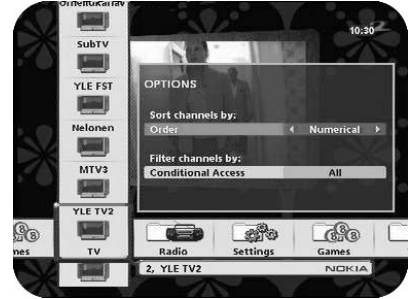 10:30
SubTV
YLE FST
Nelonen
MTV3
YLE TV2
TV
OPTIONS
Sort channels by:
Order Numerical
Filter channels by:
Conditional Access All
mes
Radio
Settings
Games
2, YLE TV2
NOKIA